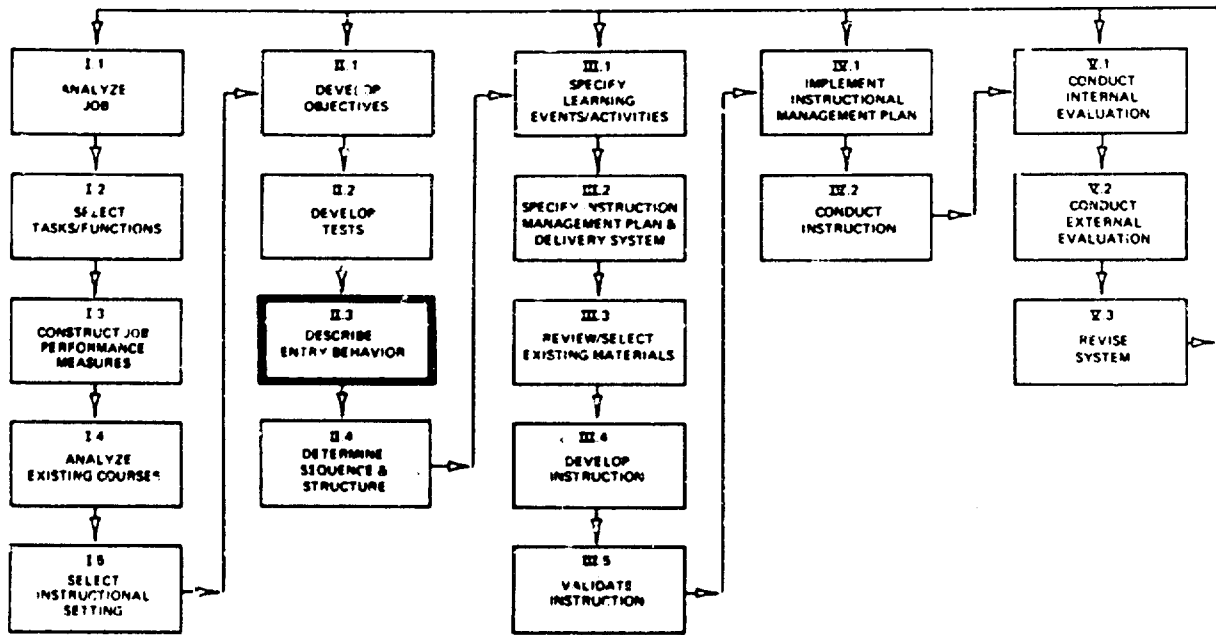 I.1
ANALYZE
JOB
I.2
SELECT
TASKS/FUNCTIONS
I.3
CONSTRUCT JOB
PERFORMANCE
MEASURES
I.4
ANALYZE
EXISTING COURSES
I.5
SELECT
INSTRUCTIONAL
SETTING
II.1
DEVELOP
OBJECTIVES
II.2
DEVELOP
TESTS
II.3
DESCRIBE
ENTRY BEHAVIOR
II.4
DETERMINE
SEQUENCE &
STRUCTURE
III.1
SPECIFY
LEARNING
EVENTS/ACTIVITIES
III.2
SPECIFY INSTRUCTION
MANAGEMENT PLAN &
DELIVERY SYSTEM
III.3
REVIEW/SELECT
EXISTING MATERIALS
III.4
DEVELOP
INSTRUCTION
III.5
VALIDATE
INSTRUCTION
IV.1
IMPLEMENT
INSTRUCTIONAL
MANAGEMENT PLAN
IV.2
CONDUCT
INSTRUCTION
V.1
CONDUCT
INTERNAL
EVALUATION
V.2
CONDUCT
EXTERNAL
EVALUATION
V.3
REVISE
SYSTEM